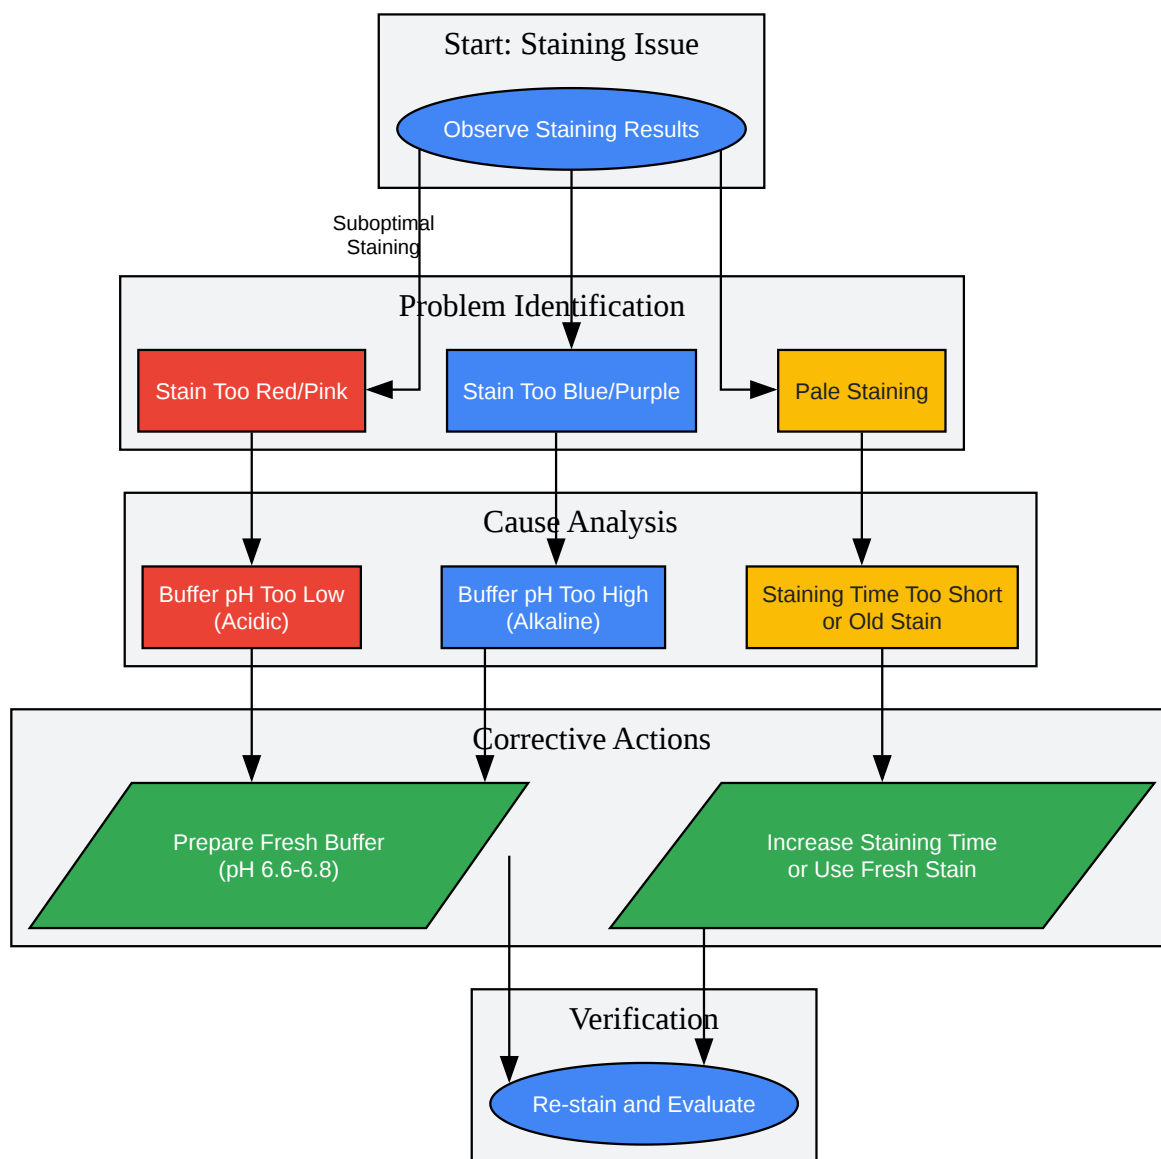 Start: Staining Issue
Observe Staining Results
Suboptimal
Staining
Problem Identification
Stain Too Red/Pink
Stain Too Blue/Purple
Pale Staining
Cause Analysis
Buffer pH Too Low
(Acidic)
Buffer pH Too High
(Alkaline)
Staining Time Too Short
or Old Stain
Corrective Actions
Prepare Fresh Buffer
(pH 6.6-6.8)
Increase Staining Time
or Use Fresh Stain
Verification
Re-stain and Evaluate